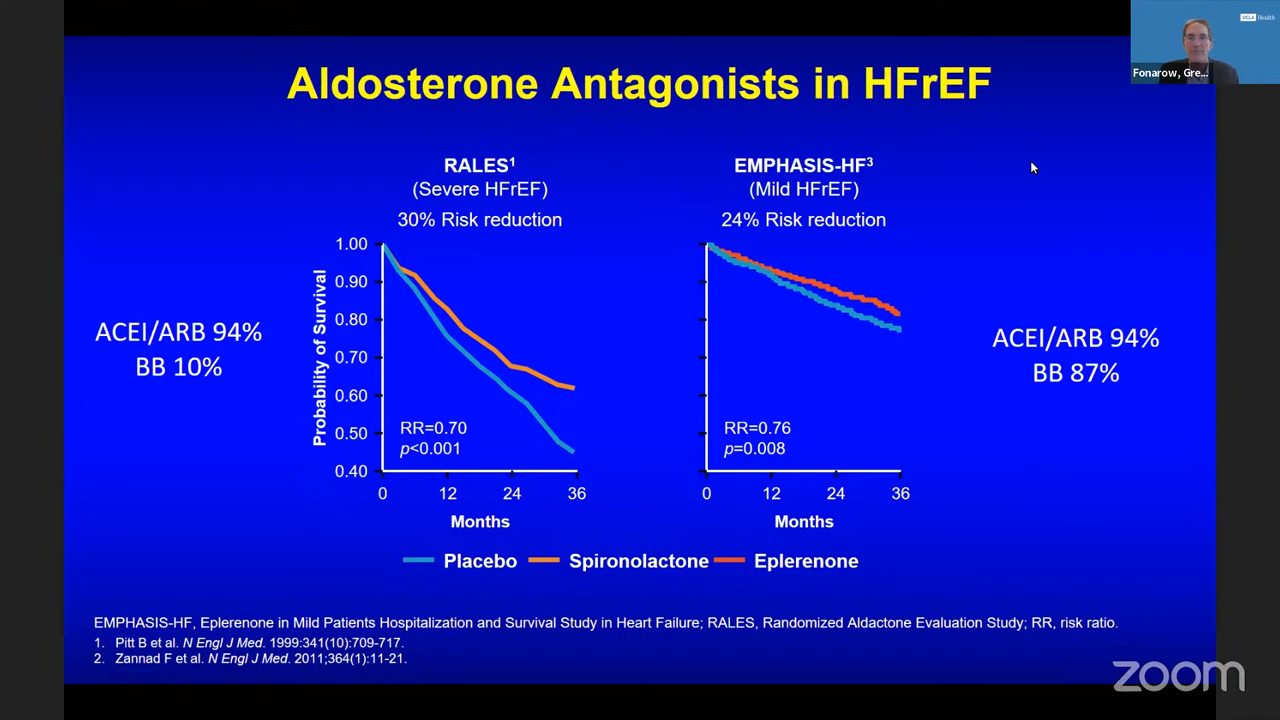 UCLA Health
Fonarow, Gre...
Aldosterone Antagonists in HFrEF
RALES¹
(Severe HFrEF)
30% Risk reduction
EMPHASIS-HF³
(Mild HFrEF)
24% Risk reduction
ACEI/ARB 94%
BB 10%
Probability of Survival
1.00
0.90
0.80
0.70
0.60
0.50
0.40
RR=0.70
p<0.001
0 12 24 36
Months
RR=0.76
p=0.008
0 12 24 36
Months
ACEI/ARB 94%
BB 87%
Placebo Spironolactone Eplerenone
EMPHASIS-HF, Eplerenone in Mild Patients Hospitalization and Survival Study in Heart Failure; RALES, Randomized Aldactone Evaluation Study; RR, risk ratio.
1. Pitt B et al. N Engl J Med. 1999:341(10):709-717.
2. Zannad F et al. N Engl J Med. 2011;364(1):11-21.
zoom